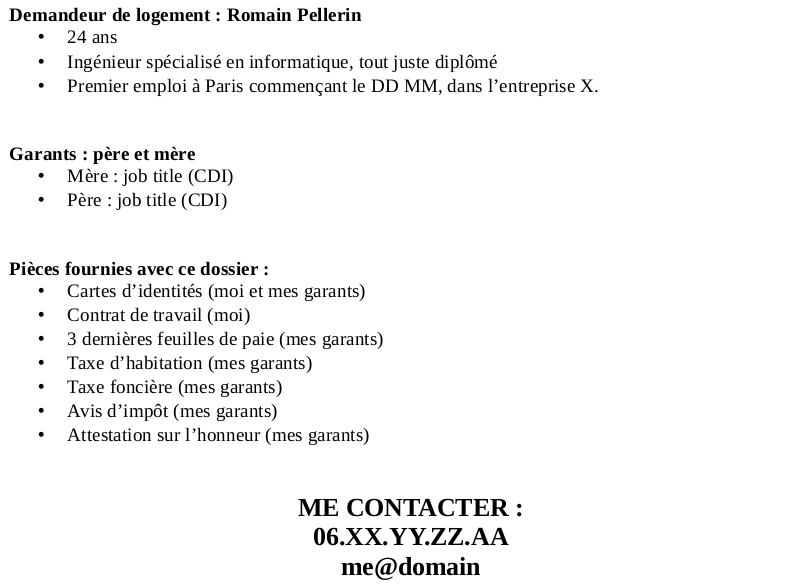 Demandeur de logement : Romain Pellerin
• 24 ans
• Ingénieur spécialisé en informatique, tout juste diplômé
• Premier emploi à Paris commençant le DD MM, dans l’entreprise X.
Garants : père et mère
• Mère : job title (CDI)
• Père : job title (CDI)
Pièces fournies avec ce dossier :
• Cartes d’identités (moi et mes garants)
• Contrat de travail (moi)
• 3 dernières feuilles de paie (mes garants)
• Taxe d’habitation (mes garants)
• Taxe foncière (mes garants)
• Avis d’impôt (mes garants)
• Attestation sur l’honneur (mes garants)
ME CONTACTER :
06.XX.YY.ZZ.AA
me@domain